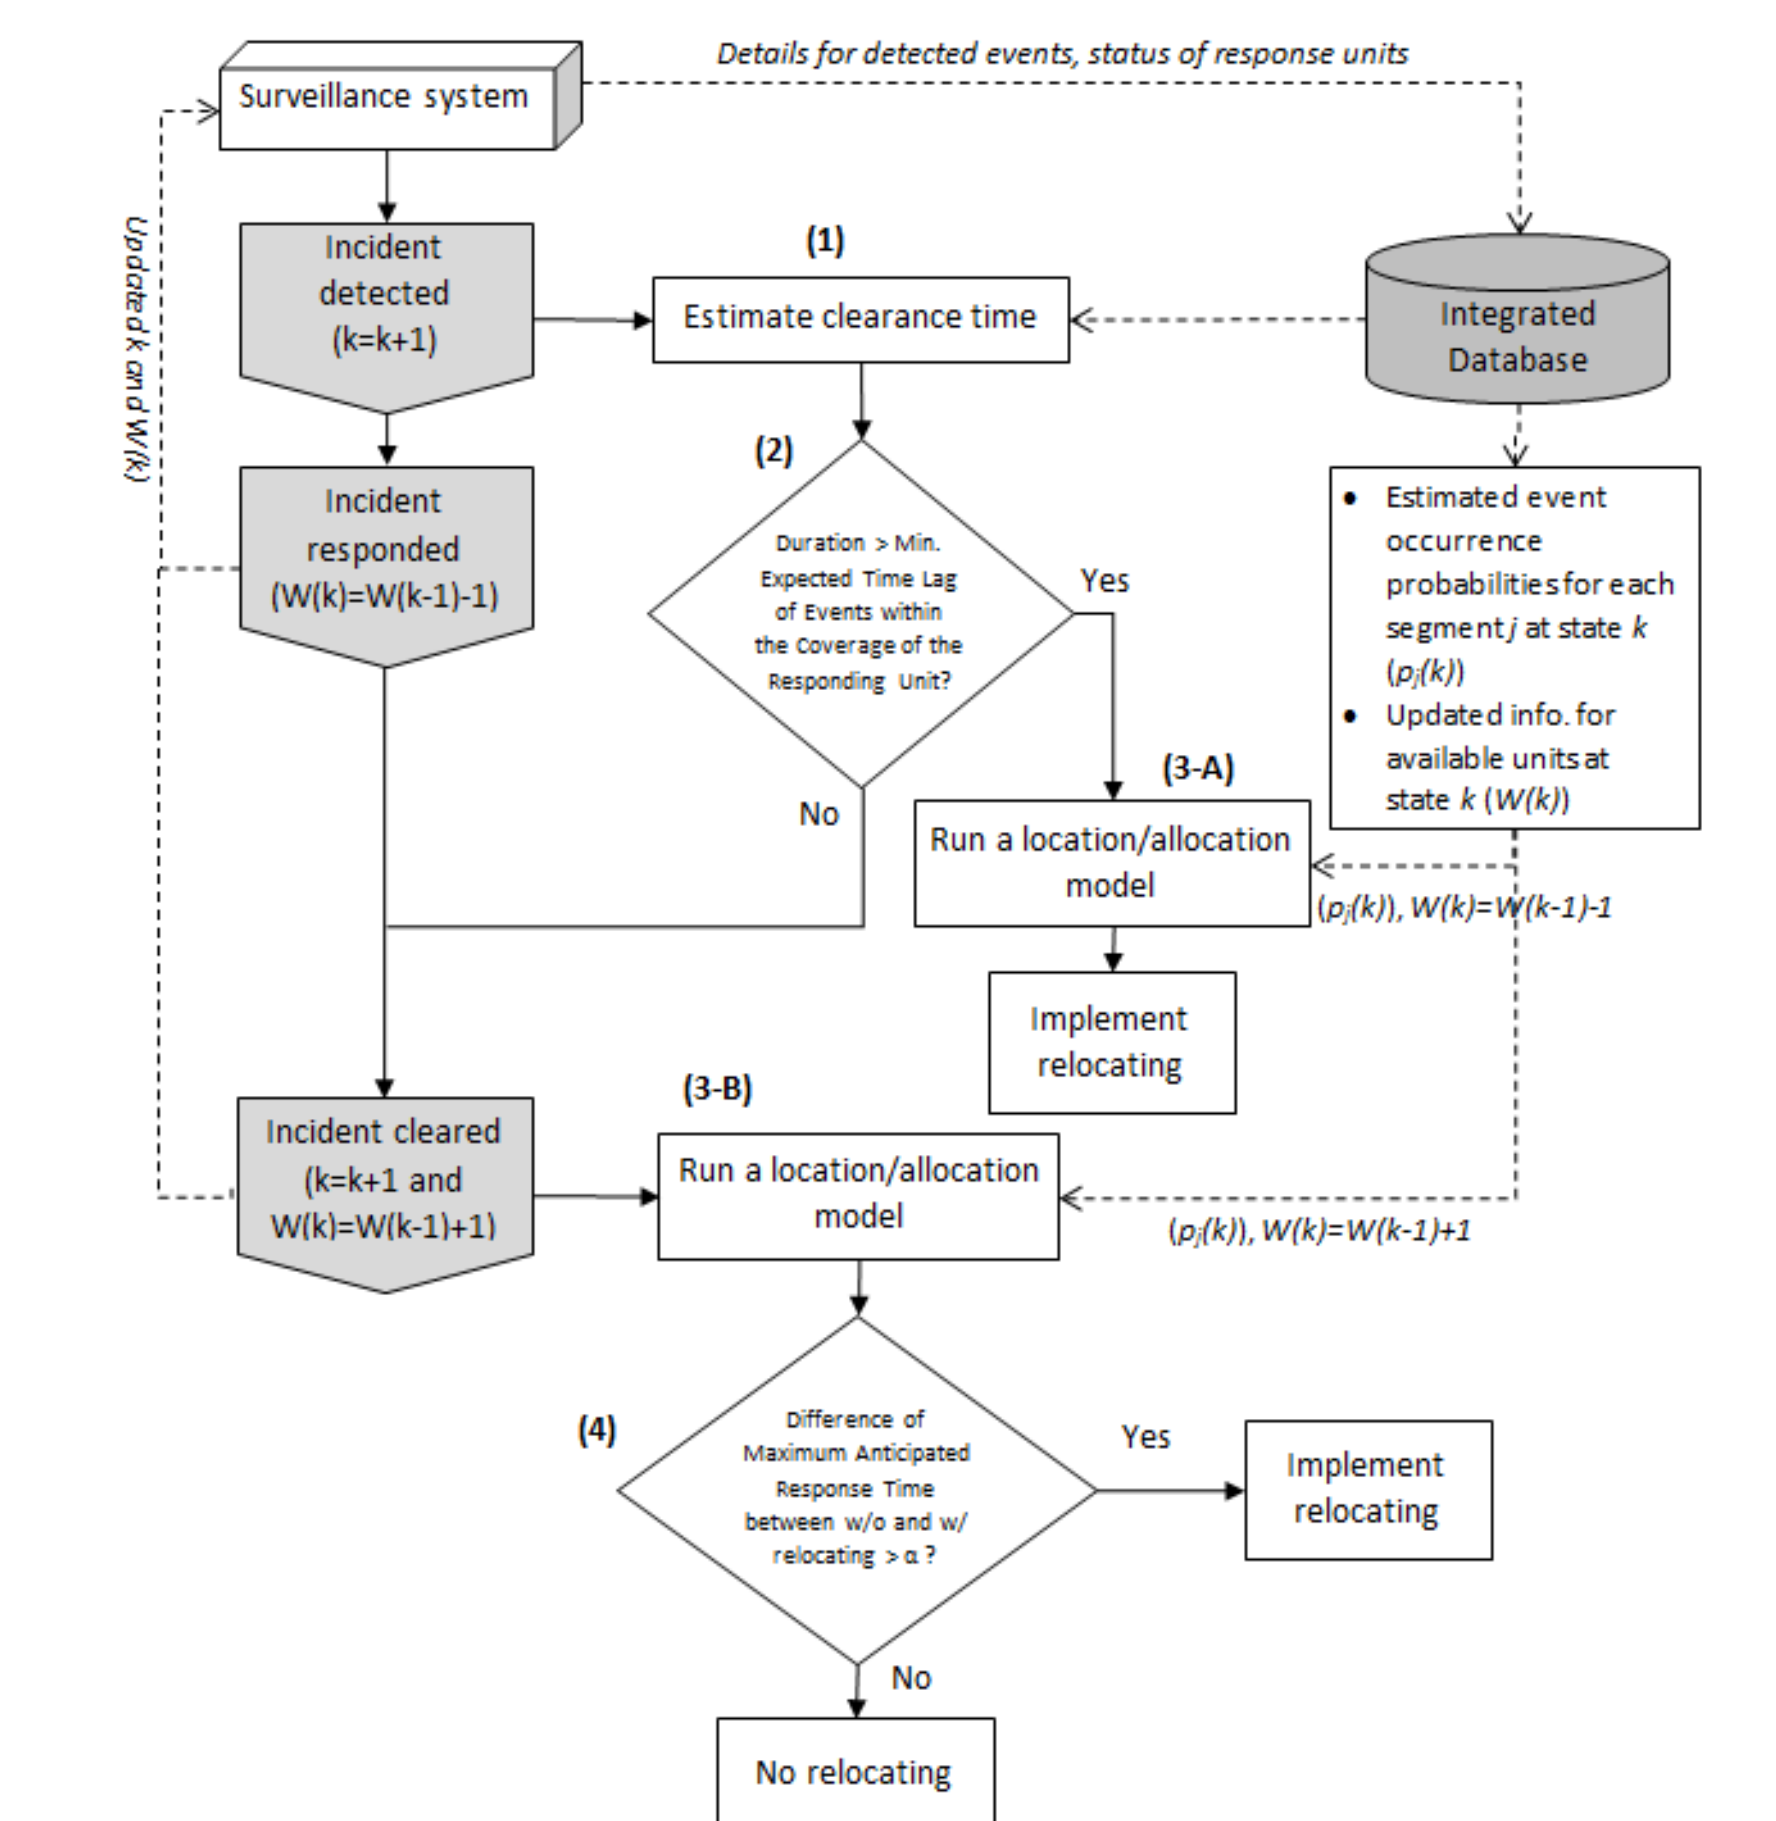 Details for detected events, status of response units
Surveillance system
Updated k and W(k)
Incident
detected
(k=k+1)
(1)
Estimate clearance time
Integrated
Database
(2)
Incident
responded
(W(k)=W(k-1)-1)
Duration > Min.
Expected Time Lag
of Events within
the Coverage of the
Responding Unit?
Yes
No
• Estimated event
occurrence
probabilities for each
segment j at state k
(pj(k))
• Updated info. for
available units at
state k (W(k))
(3-A)
Run a location/allocation
model
(pj(k)), W(k)=W(k-1)-1
Implement
relocating
(3-B)
Incident cleared
(k=k+1 and
W(k)=W(k-1)+1)
Run a location/allocation
model
(pj(k)), W(k)=W(k-1)+1
(4)
Difference of
Maximum Anticipated
Response Time
between w/o and w/
relocating > α ?
Yes
Implement
relocating
No
No relocating